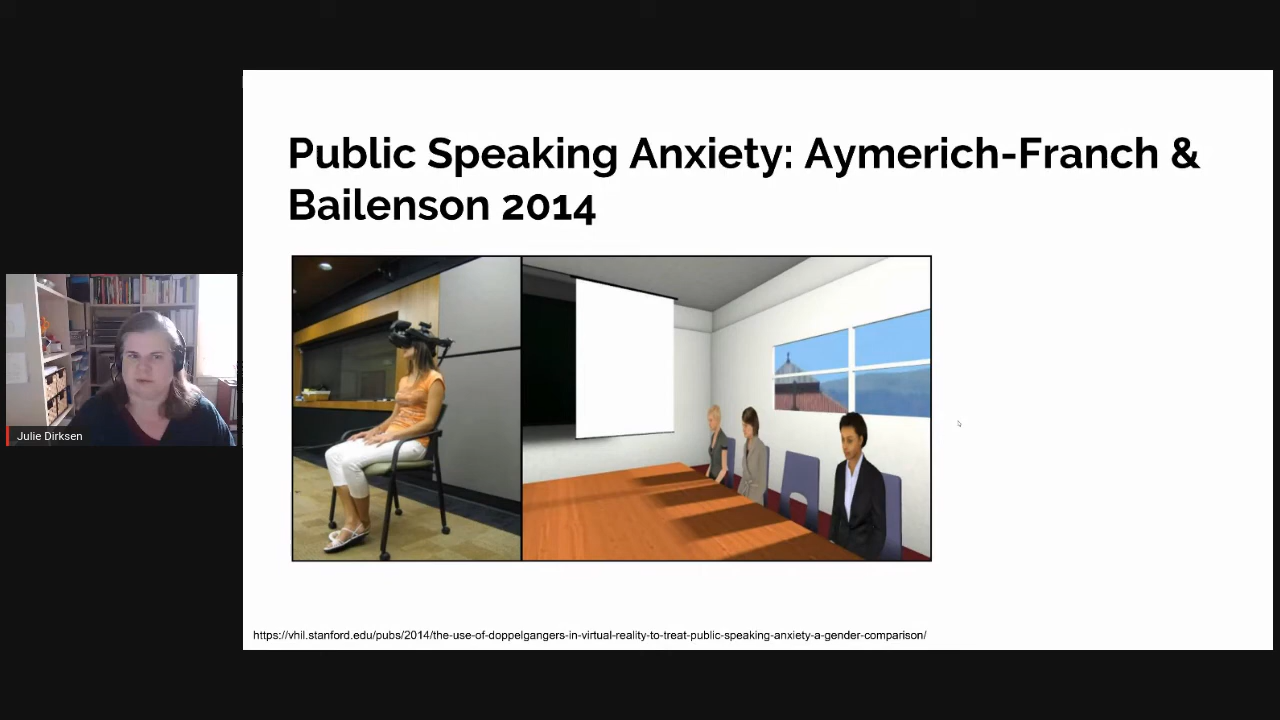 Public Speaking Anxiety: Aymerich-Franch &
Bailenson 2014
Julie Dirksen
https://vhil.stanford.edu/pubs/2014/the-use-of-doppelgangers-in-virtual-reality-to-treat-public-speaking-anxiety-a-gender-comparison/